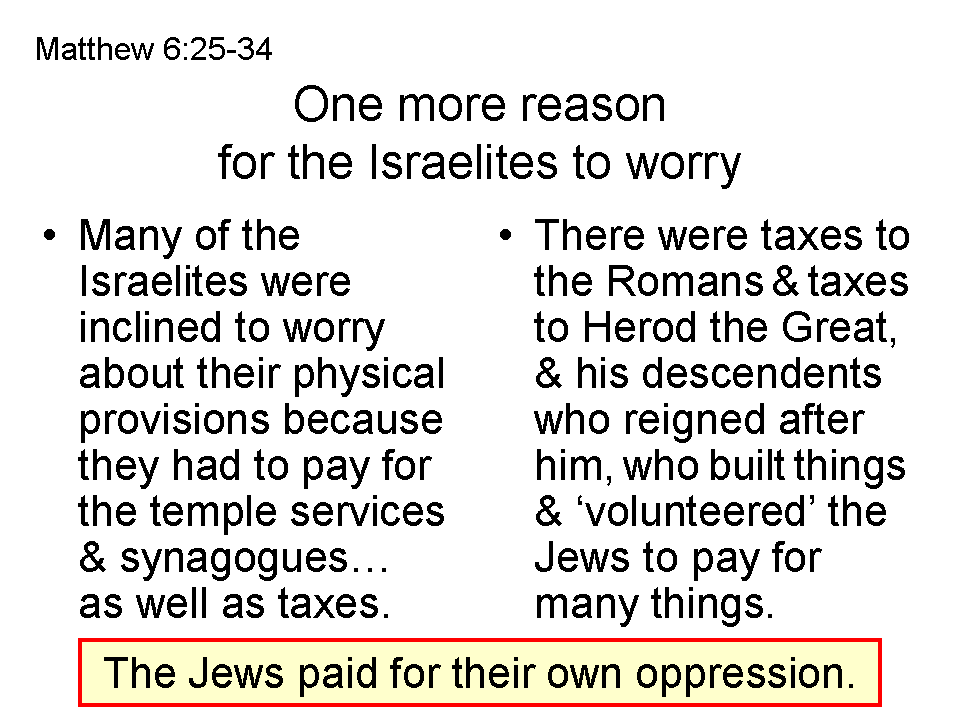 Matthew 6:25-34
One more reason
for the Israelites to worry
• Many of the
Israelites were
inclined to worry
about their physical
provisions because
they had to pay for
the temple services
& synagogues…
as well as taxes.
• There were taxes to
the Romans & taxes
to Herod the Great,
& his descendents
who reigned after
him, who built things
& ‘volunteered’ the
Jews to pay for
many things.
The Jews paid for their own oppression.